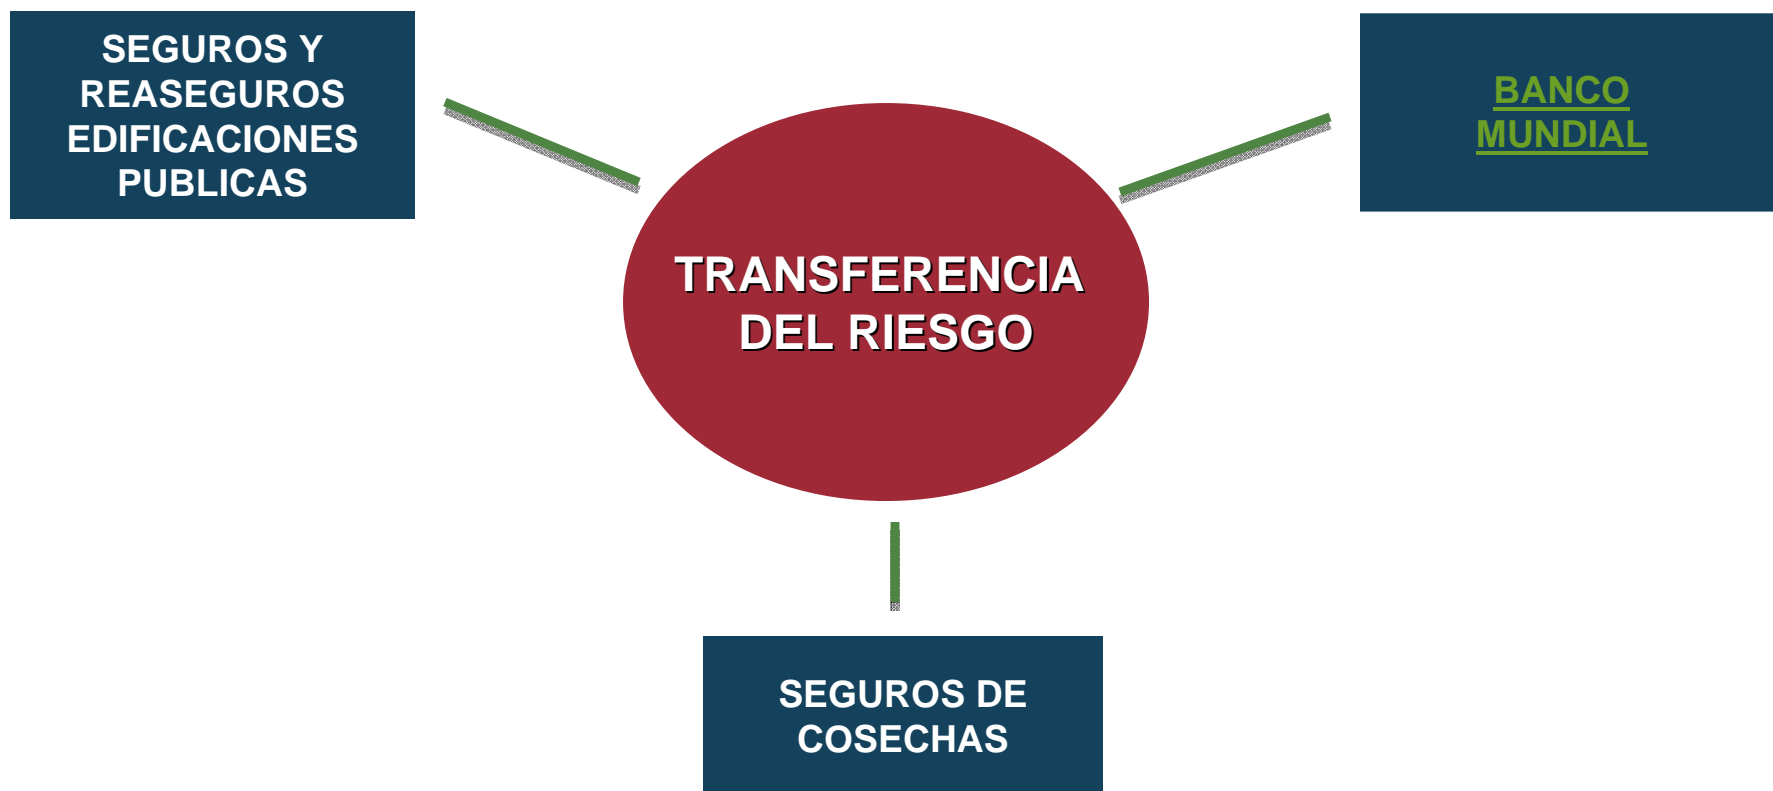 SEGUROS Y
REASEGUROS
EDIFICACIONES
PUBLICAS
BANCO
MUNDIAL
TRANSFERENCIA
DEL RIESGO
SEGUROS DE
COSECHAS